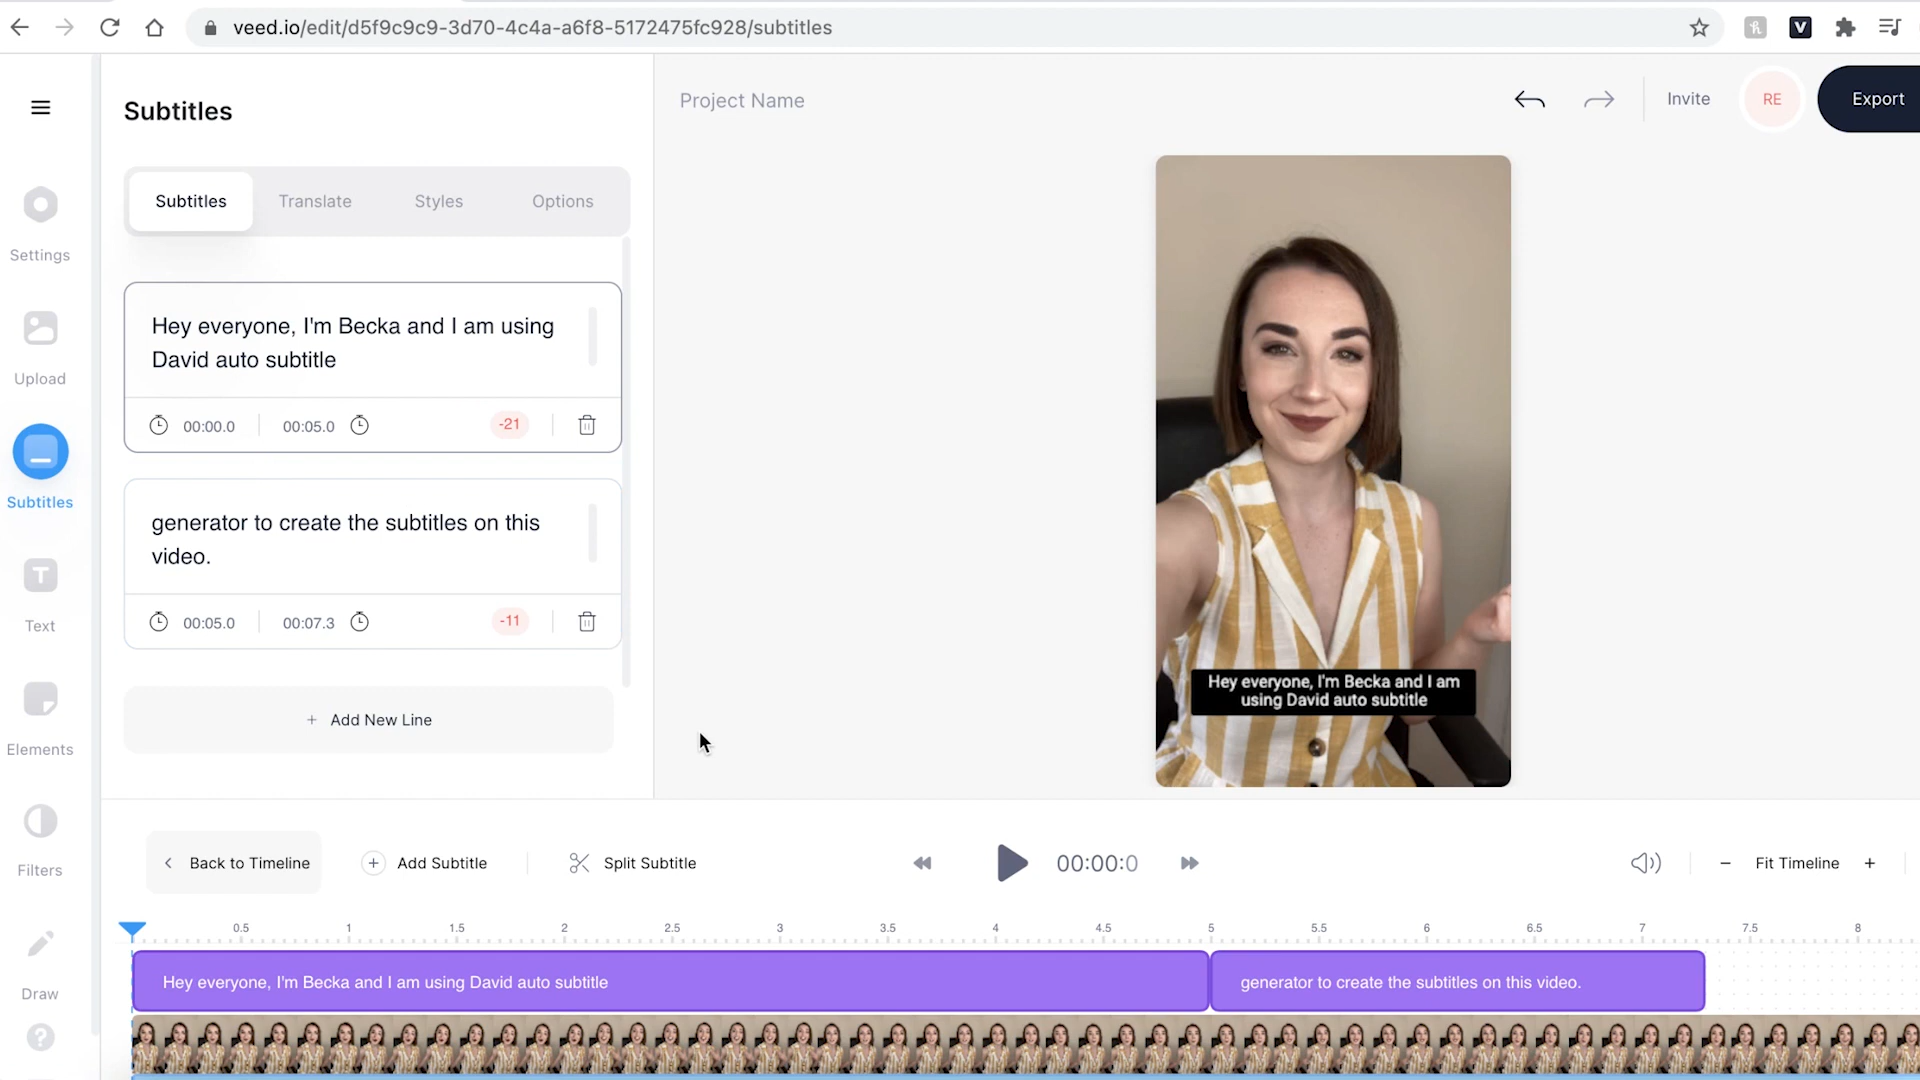 veed.io/edit/d5f9c9c9-3d70-4c4a-a6f8-5172475fc928/subtitles
Subtitles
Project Name
Invite
RE
Export
Subtitles
Translate
Styles
Options
Settings
Upload
Subtitles
Text
Elements
Filters
Draw
Hey everyone, I'm Becka and I am using
David auto subtitle
00:00.0
00:05.0
-21
generator to create the subtitles on this
video.
00:05.0
00:07.3
-11
+ Add New Line
Hey everyone, I'm Becka and I am
using David auto subtitle
Back to Timeline
Add Subtitle
Split Subtitle
00:00:0
− Fit Timeline +
0.5 1 1.5 2 2.5 3 3.5 4 4.5 5 5.5 6 6.5 7 7.5 8
Hey everyone, I'm Becka and I am using David auto subtitle
generator to create the subtitles on this video.